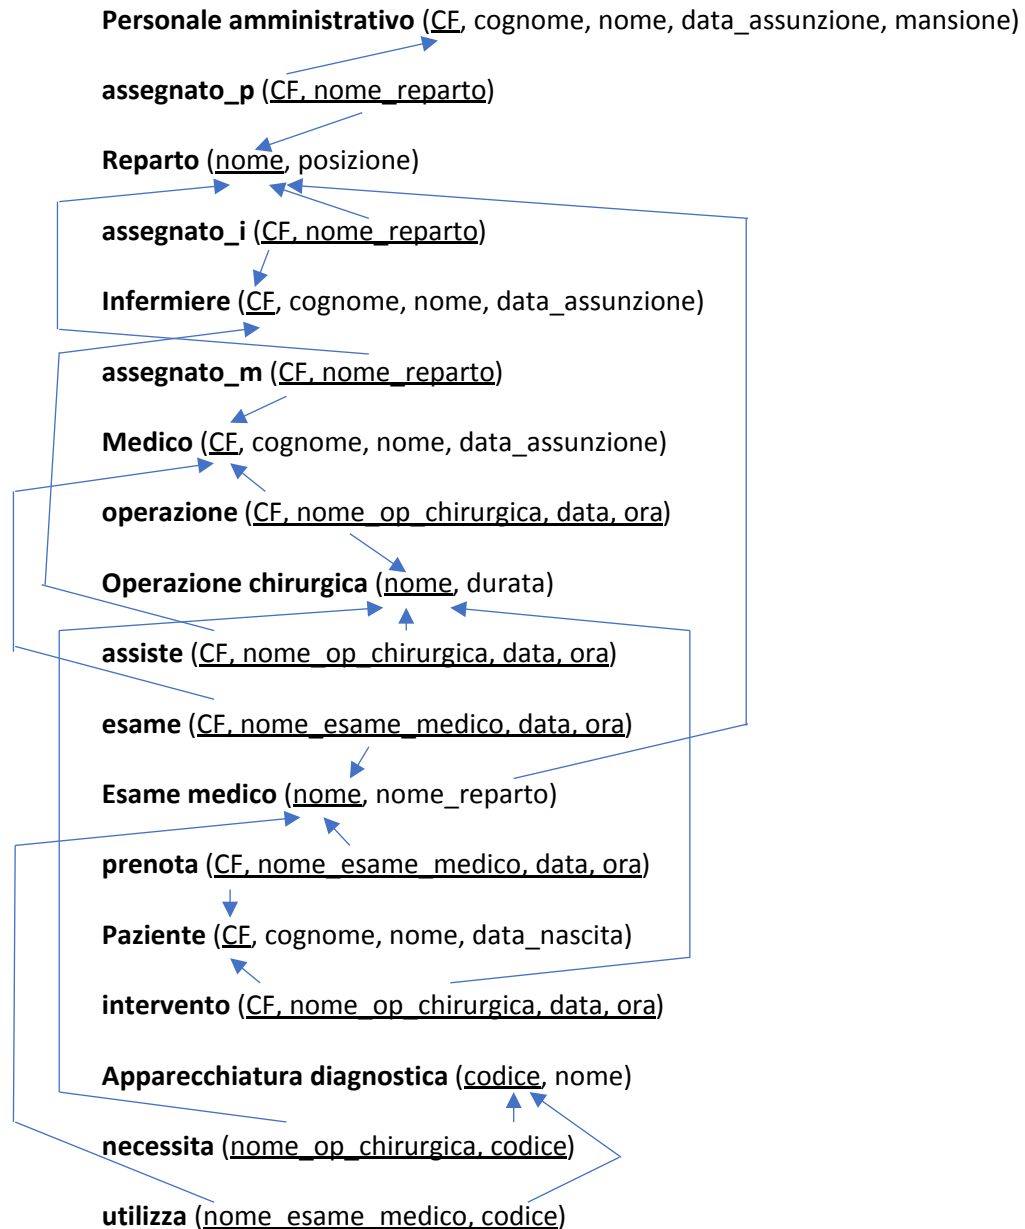 Personale amministrativo (CF, cognome, nome, data_assunzione, mansione)
assegnato_p (CF, nome_reparto)
Reparto (nome, posizione)
assegnato_i (CF, nome_reparto)
Infermiere (CF, cognome, nome, data_assunzione)
assegnato_m (CF, nome_reparto)
Medico (CF, cognome, nome, data_assunzione)
operazione (CF, nome_op_chirurgica, data, ora)
Operazione chirurgica (nome, durata)
assiste (CF, nome_op_chirurgica, data, ora)
esame (CF, nome_esame_medico, data, ora)
Esame medico (nome, nome_reparto)
prenota (CF, nome_esame_medico, data, ora)
Paziente (CF, cognome, nome, data_nascita)
intervento (CF, nome_op_chirurgica, data, ora)
Apparecchiatura diagnostica (codice, nome)
necessita (nome_op_chirurgica, codice)
utilizza (nome_esame_medico, codice)